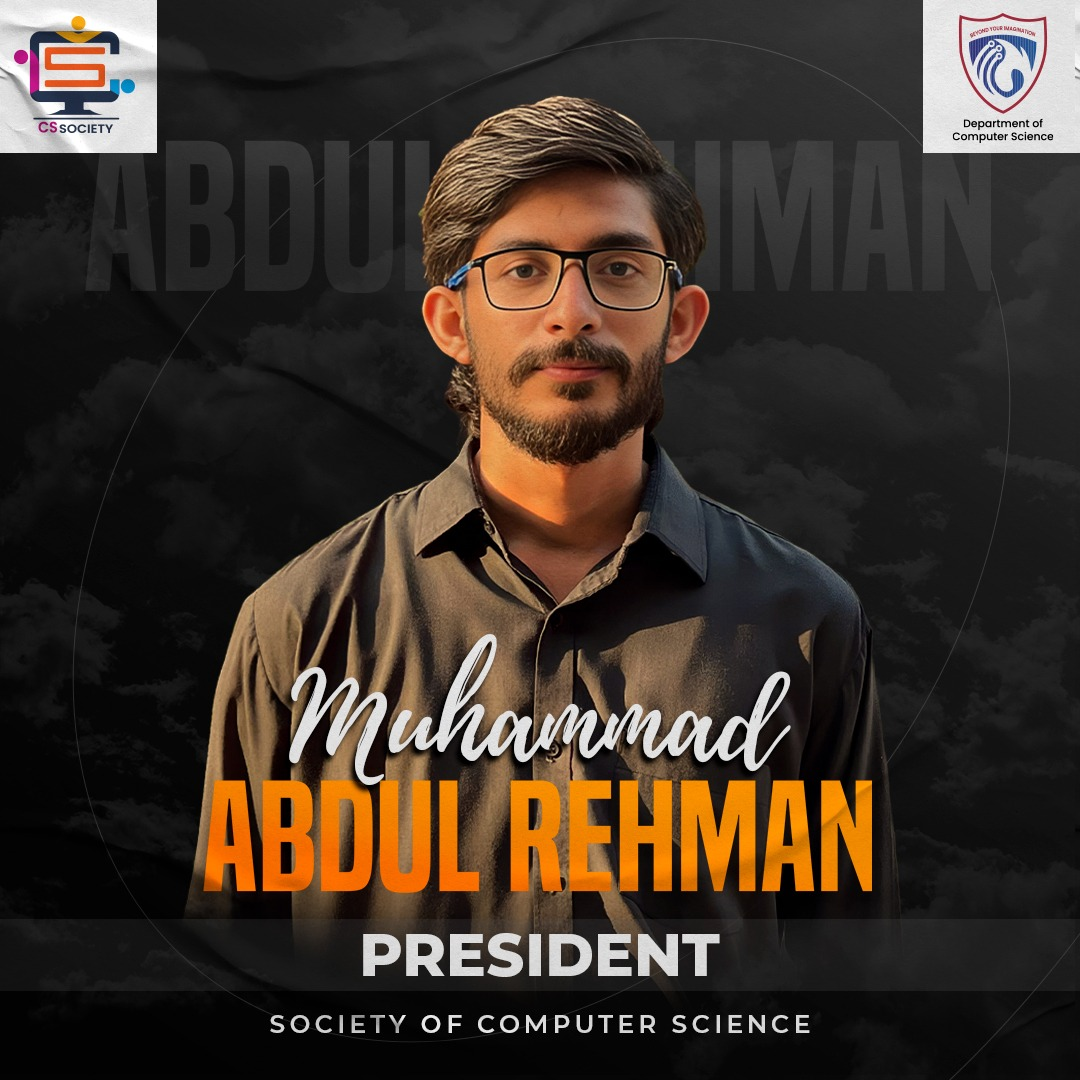 CS SOCIETY
BEYOND YOUR IMAGINATION
Department of
Computer Science
ABDUL REHMAN
Muhammad
ABDUL REHMAN
PRESIDENT
SOCIETY OF COMPUTER SCIENCE